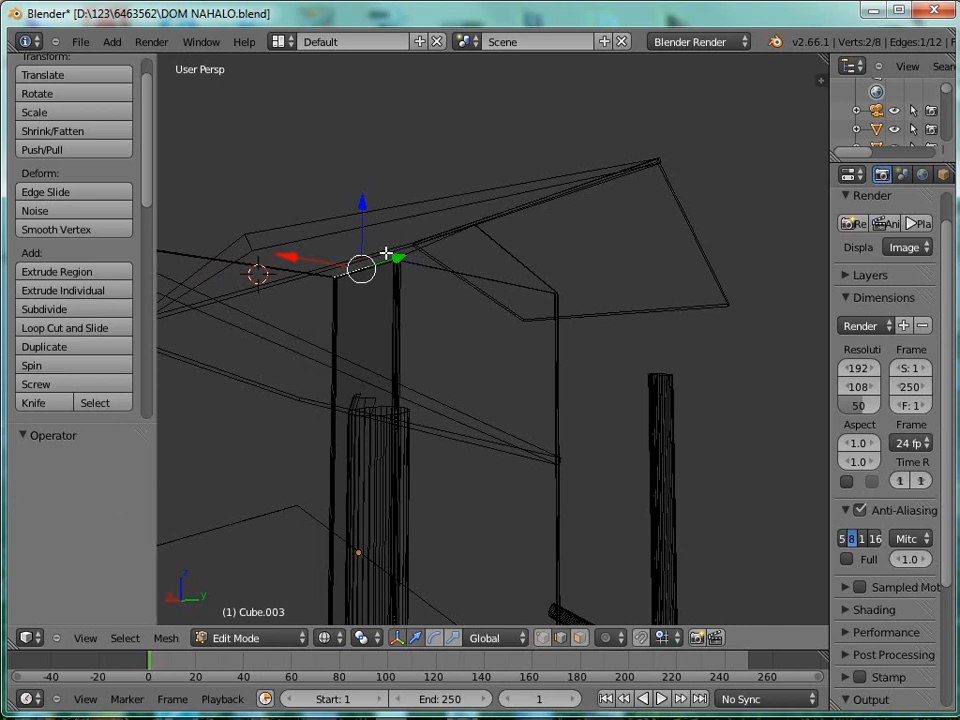 Blender* [D:\123\6463562\DOM NAHALO.blend]
File Add Render Window Help Default Scene Blender Render v2.66.1 | Verts:2/8 | Edges:1/12 | F
Transform:
Translate
Rotate
Scale
Shrink/Fatten
Push/Pull
Deform:
Edge Slide
Noise
Smooth Vertex
Add:
Extrude Region
Extrude Individual
Subdivide
Loop Cut and Slide
Duplicate
Spin
Screw
Knife Select
Operator
User Persp
z
y
(1) Cube.003
View Select Mesh Edit Mode Global
View Sear
Render
Re Ani Pla
Displa Image
Layers
Dimensions
Render
Resoluti Frame
192 S: 1
108 250
50 F: 1
Aspect Frame
1.0 24 fp
1.0 Time R
1 1
Anti-Aliasing
5 8 1 16 Mitc
Full 1.0
Sampled Mot
Shading
Performance
Post Processing
Stamp
Output
-40 -20 0 20 40 60 80 100 120 140 160 180 200 220 240 260
View Marker Frame Playback Start: 1 End: 250 1 No Sync